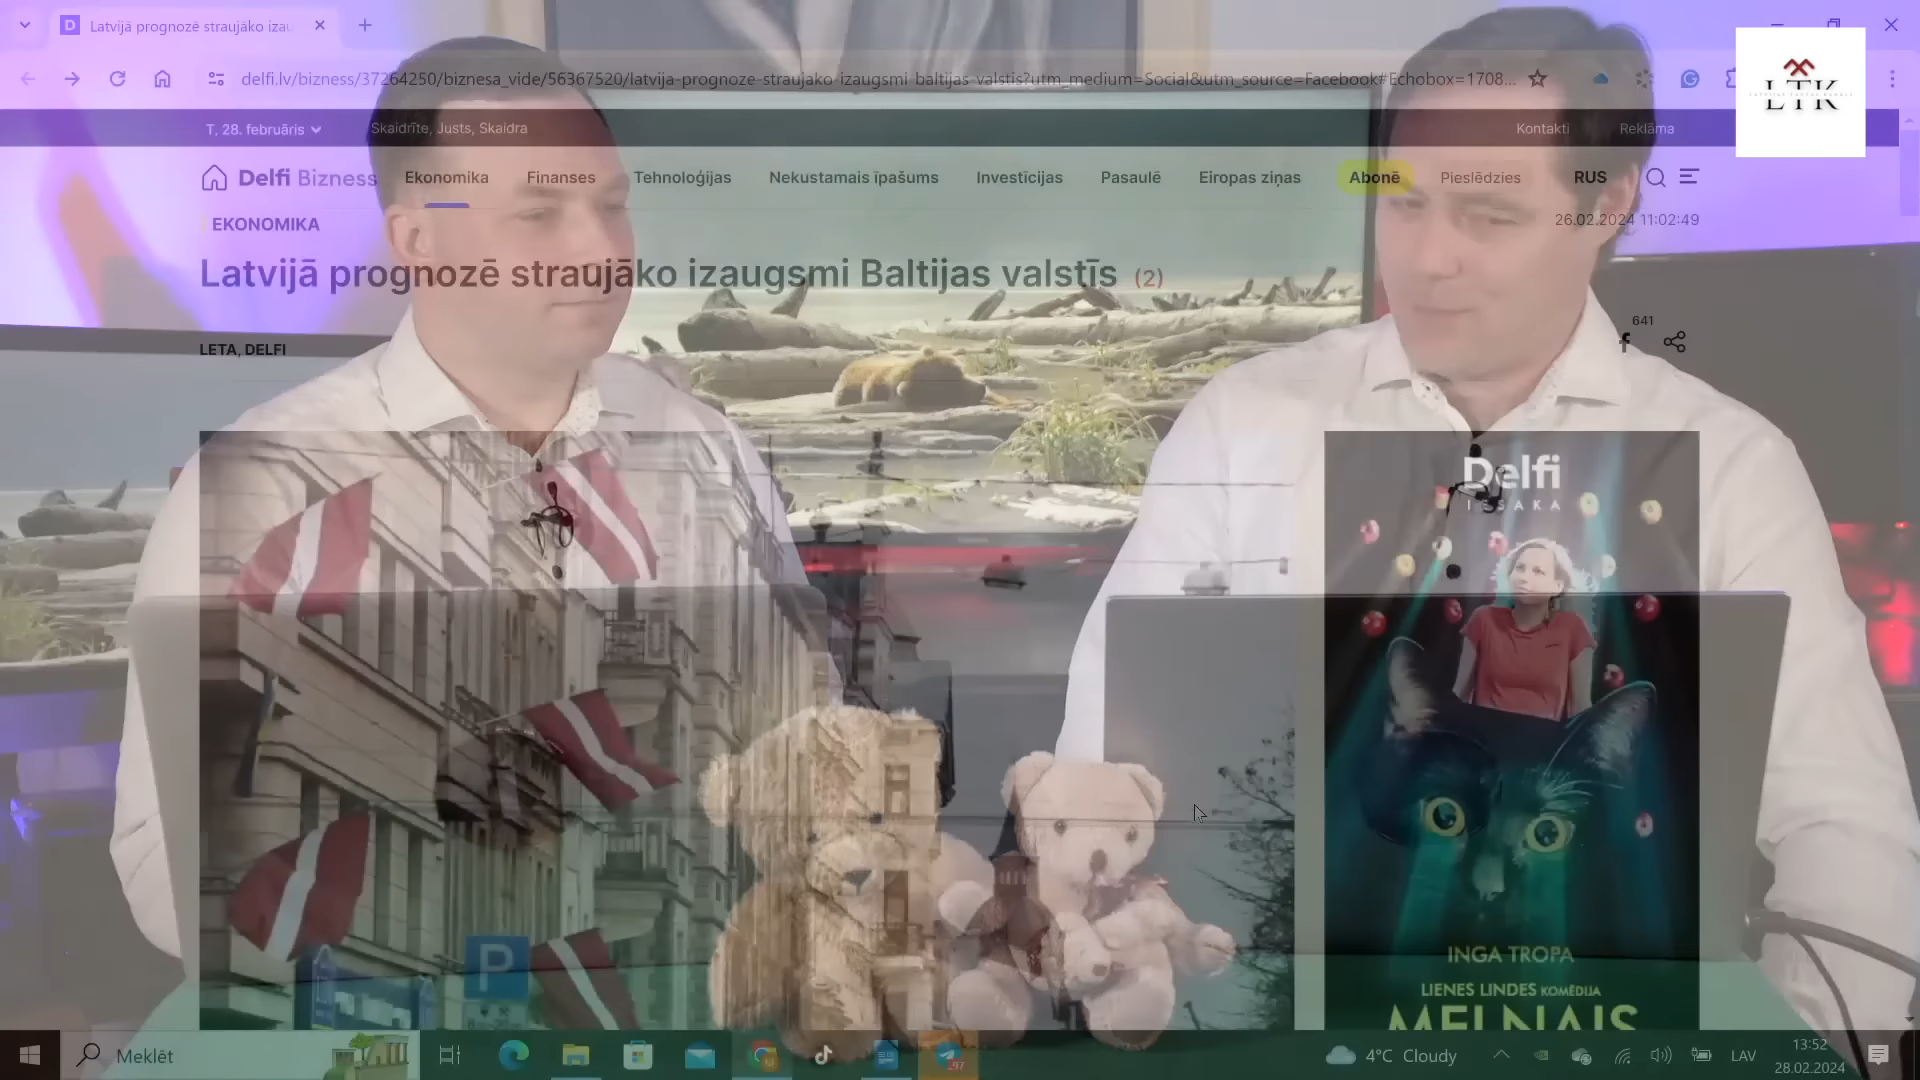 Latvijā prognozē straujāko izau
delfi.lv/bizness/37264250/biznesa_vide/56367520/latvija-prognoze-straujako-izaugsmi-baltijas-valstis?utm_medium=Social&utm_source=Facebook#Echobox=1708...
LTK
T, 28. februāris
Skaidrīte, Justs, Skaidra
Kontakti
Reklāma
Delfi Bizness
Ekonomika
Finanses
Tehnoloģijas
Nekustamais īpašums
Investīcijas
Pasaulē
Eiropas ziņas
Abonē
Pieslēdzies
RUS
EKONOMIKA
26.02.2024 11:02:49
Latvijā prognozē straujāko izaugsmi Baltijas valstīs (2)
641
LETA, DELFI
Delfi
IESAKA
P
INGA TROPA
LIENES LINDES KOMĒDIJA
MELNAIS
Meklēt
297
4°C Cloudy
LAV
13:52
28.02.2024